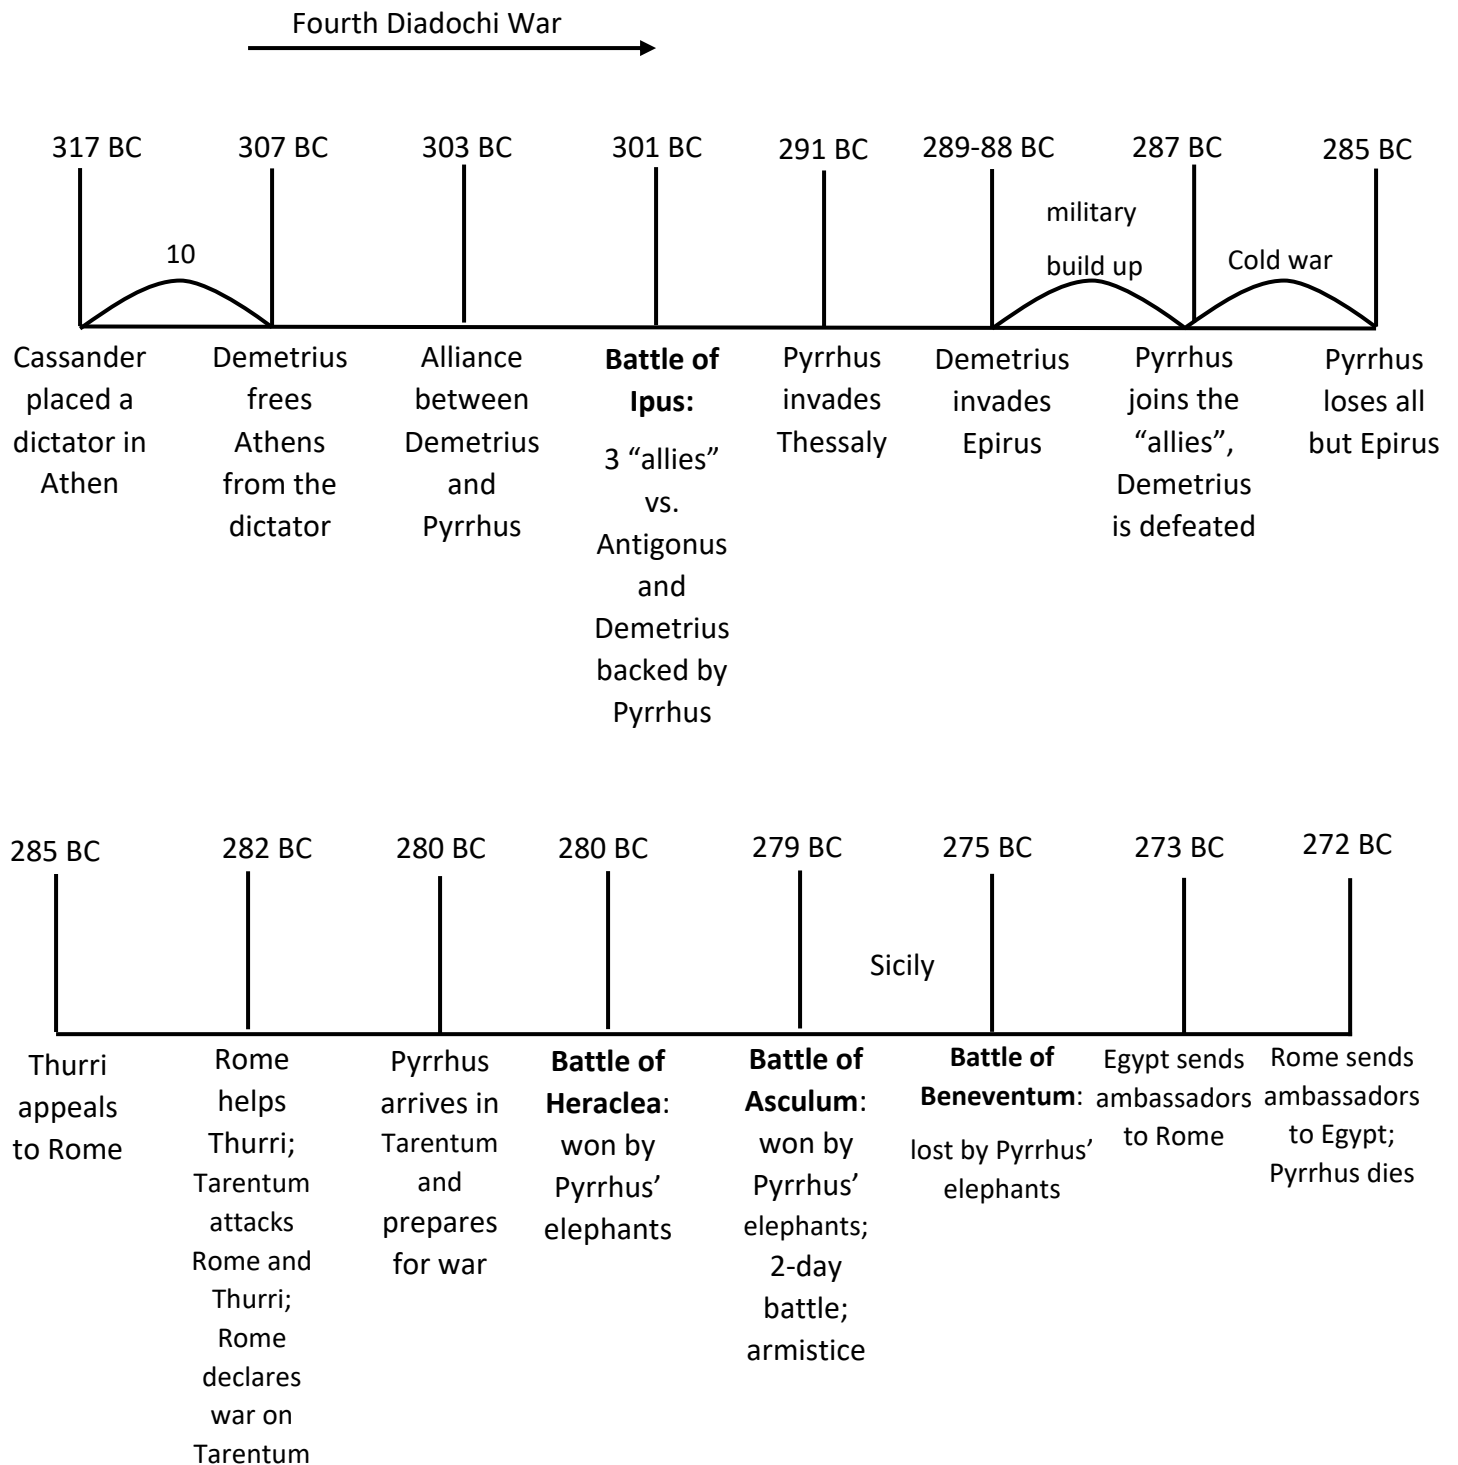 Fourth Diadochi War
317 BC
307 BC
303 BC
301 BC
291 BC
289-88 BC
287 BC
285 BC
10
military
build up
Cold war
Cassander
placed a
dictator in
Athen
Demetrius
frees
Athens
from the
dictator
Alliance
between
Demetrius
and
Pyrrhus
Battle of
Ipus:
3 “allies”
vs.
Antigonus
and
Demetrius
backed by
Pyrrhus
Pyrrhus
invades
Thessaly
Demetrius
invades
Epirus
Pyrrhus
joins the
“allies”,
Demetrius
is defeated
Pyrrhus
loses all
but Epirus
285 BC
282 BC
280 BC
280 BC
279 BC
275 BC
273 BC
272 BC
Sicily
Thurri
appeals
to Rome
Rome
helps
Thurri;
Tarentum
attacks
Rome and
Thurri;
Rome
declares
war on
Tarentum
Pyrrhus
arrives in
Tarentum
and
prepares
for war
Battle of
Heraclea:
won by
Pyrrhus’
elephants
Battle of
Asculum:
won by
Pyrrhus’
elephants;
2-day
battle;
armistice
Battle of
Beneventum:
lost by Pyrrhus’
elephants
Egypt sends
ambassadors
to Rome
Rome sends
ambassadors
to Egypt;
Pyrrhus dies